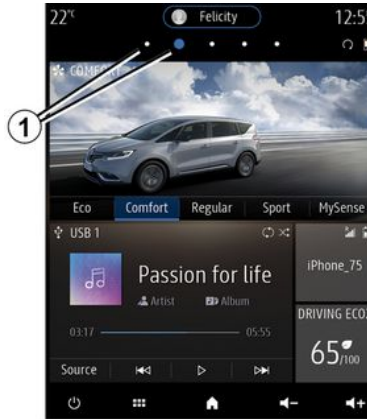 22°C
Felicity
12:5
1
COMFORT
Eco Comfort Regular Sport MySense
USB 1
Passion for life
Artist Album
03:17 05:55
iPhone_75
DRIVING ECO
65/100
Source